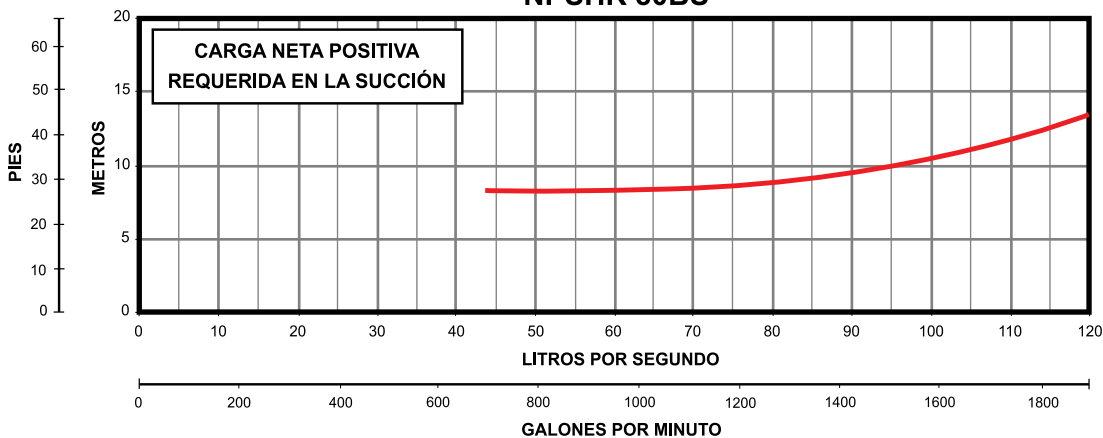 CARGA NETA POSITIVA
REQUERIDA EN LA SUCCIÓN
PIES
60
50
40
30
20
10
0
METROS
20
15
10
5
0
0 10 20 30 40 50 60 70 80 90 100 110 120
LITROS POR SEGUNDO
0 200 400 600 800 1000 1200 1400 1600 1800
GALONES POR MINUTO